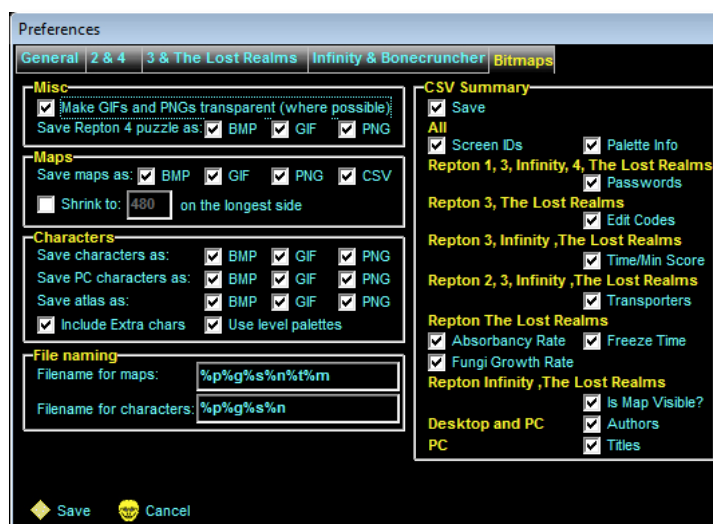 Preferences
General 2 & 4 3 & The Lost Realms Infinity & Bonecruncher Bitmaps
Misc
Make GIFs and PNGs transparent (where possible)
Save Repton 4 puzzle as: BMP GIF PNG
Maps
Save maps as: BMP GIF PNG CSV
Shrink to: 480 on the longest side
Characters
Save characters as: BMP GIF PNG
Save PC characters as: BMP GIF PNG
Save atlas as: BMP GIF PNG
Include Extra chars Use level palettes
File naming
Filename for maps: %p%g%s%n%t%m
Filename for characters: %p%g%s%n
CSV Summary
Save
All
Screen IDs Palette Info
Repton 1, 3, Infinity, 4, The Lost Realms
Passwords
Repton 3, The Lost Realms
Edit Codes
Repton 3, Infinity ,The Lost Realms
Time/Min Score
Repton 2, 3, Infinity ,The Lost Realms
Transporters
Repton The Lost Realms
Absorbancy Rate Freeze Time
Fungi Growth Rate
Repton Infinity ,The Lost Realms
Is Map Visible?
Desktop and PC Authors
PC Titles
Save Cancel